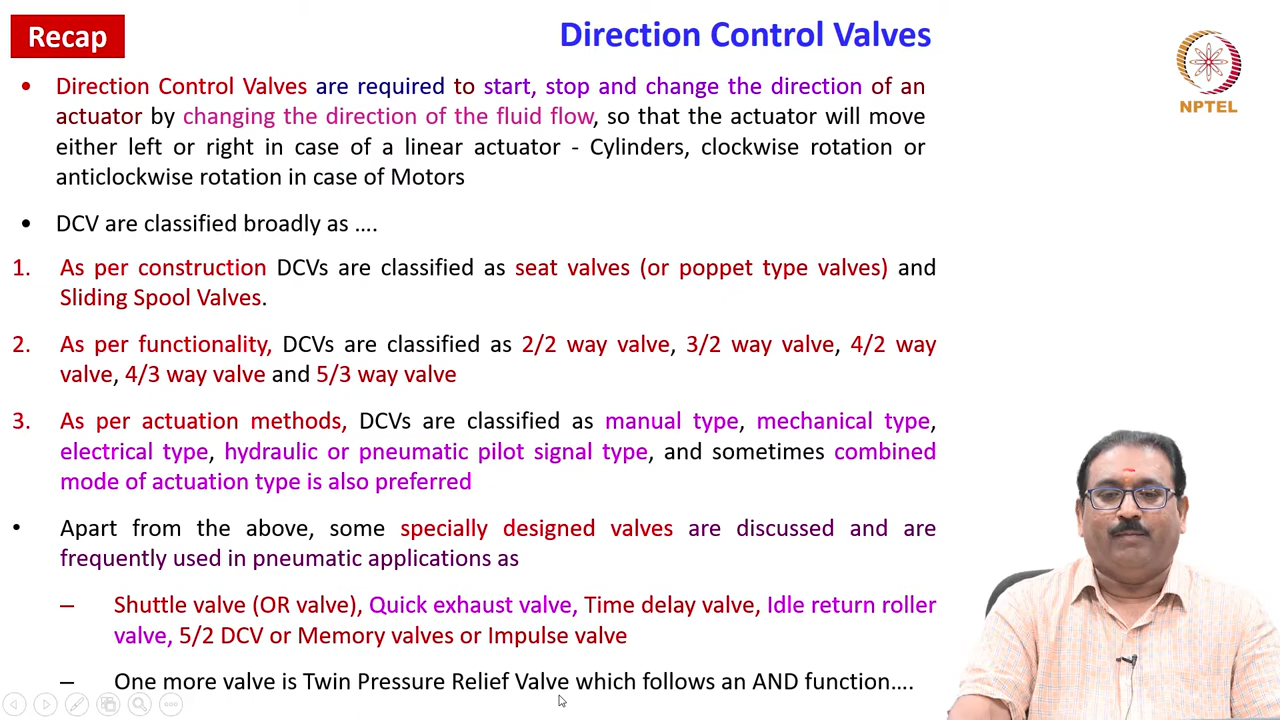 Recap
Direction Control Valves
NPTEL
• Direction Control Valves are required to start, stop and change the direction of an
actuator by changing the direction of the fluid flow, so that the actuator will move
either left or right in case of a linear actuator - Cylinders, clockwise rotation or
anticlockwise rotation in case of Motors
• DCV are classified broadly as ....
1. As per construction DCVs are classified as seat valves (or poppet type valves) and
Sliding Spool Valves.
2. As per functionality, DCVs are classified as 2/2 way valve, 3/2 way valve, 4/2 way
valve, 4/3 way valve and 5/3 way valve
3. As per actuation methods, DCVs are classified as manual type, mechanical type,
electrical type, hydraulic or pneumatic pilot signal type, and sometimes combined
mode of actuation type is also preferred
• Apart from the above, some specially designed valves are discussed and are
frequently used in pneumatic applications as
– Shuttle valve (OR valve), Quick exhaust valve, Time delay valve, Idle return roller
valve, 5/2 DCV or Memory valves or Impulse valve
– One more valve is Twin Pressure Relief Valve which follows an AND function....